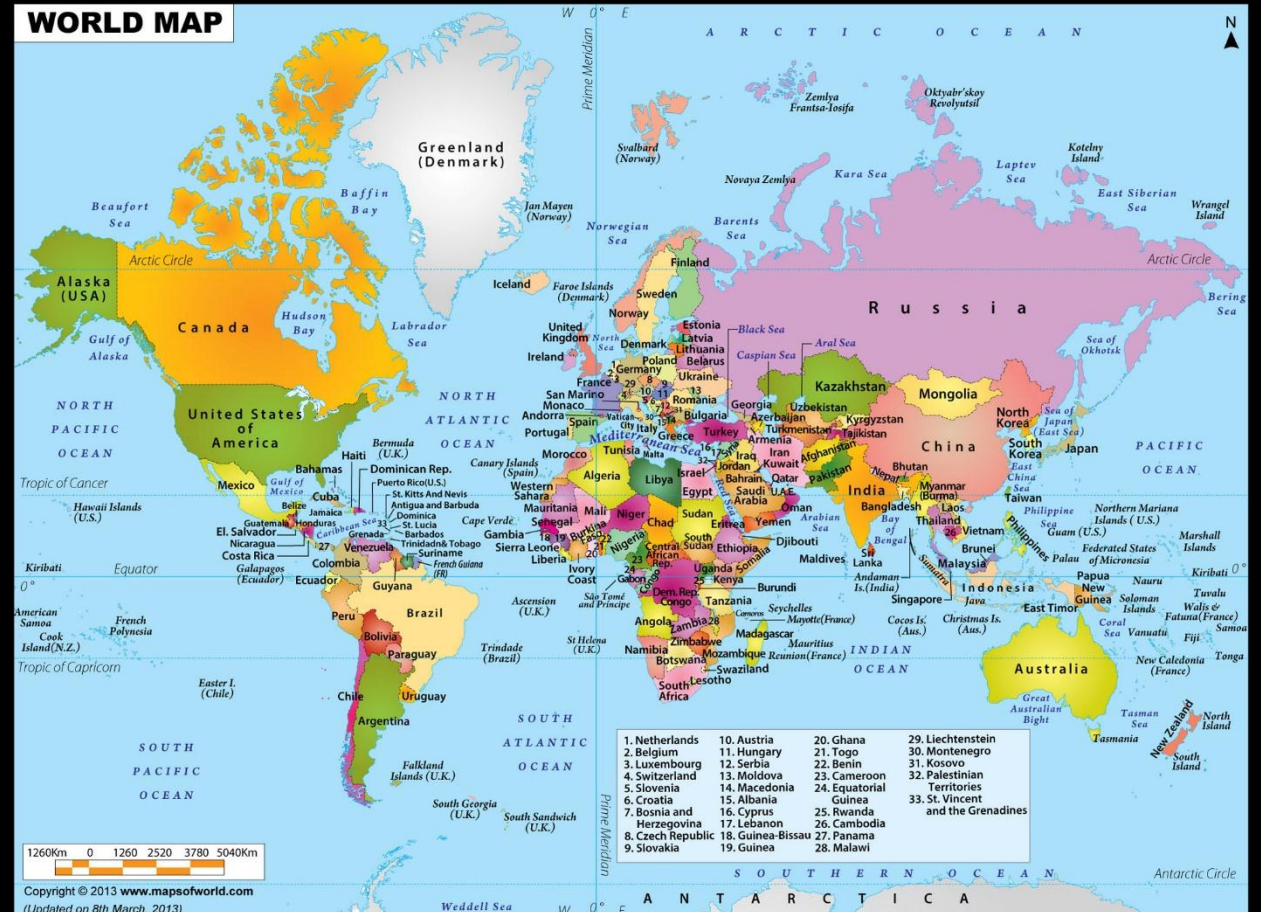 WORLD MAP
W 0° E
Prime Meridian
N
ARCTIC OCEAN
Greenland
(Denmark)
Svalbard
(Norway)
Zemlya
Frantsa-Iosifa
Oktyabr'skoy
Revolyutsil
Kotelny
Island
Laptev
Sea
Kara Sea
Novaya Zemlya
East Siberian
Sea
Wrangel
Island
Beaufort
Sea
Baffin
Bay
Jan Mayen
(Norway)
Norwegian
Sea
Barents
Sea
Arctic Circle
Arctic Circle
Alaska
(USA)
Canada
Hudson
Bay
Labrador
Sea
Gulf of
Alaska
Iceland
Faroe Islands
(Denmark)
Finland
Sweden
Norway
Russia
Bering
Sea
Sea of
Okhotsk
United
Kingdom
North
Sea
Ireland
Denmark
Estonia
Latvia
Lithuania
Belarus
Poland
Germany
Ukraine
France
San Marino
Monaco
Andorra
Portugal
Spain
Vatican
City
Italy
Romania
Bulgaria
Greece
Turkey
Black Sea
Caspian Sea
Aral Sea
Georgia
Azerbaijan
Armenia
Kazakhstan
Uzbekistan
Turkmenistan
Kyrgyzstan
Tajikistan
Mongolia
China
North
Korea
South
Korea
Sea of
Japan
(East Sea)
Japan
NORTH
PACIFIC
OCEAN
United States
of
America
NORTH
ATLANTIC
OCEAN
PACIFIC
OCEAN
Mediterranean Sea
Malta
Morocco
Tunisia
Algeria
Libya
Egypt
Israel
Syria
Jordan
Iraq
Iran
Kuwait
Bahrain
Qatar
Saudi
Arabia
U.A.E.
Oman
Yemen
Red Sea
Afghanistan
Pakistan
India
Nepal
Bhutan
Bangladesh
Myanmar
(Burma)
Laos
Thailand
Vietnam
East
China
Sea
Taiwan
Philippine
Sea
Philippines
Tropic of Cancer
Mexico
Gulf of
Mexico
Bermuda
(U.K.)
Haiti
Bahamas
Dominican Rep.
Puerto Rico(U.S.)
Cuba
Jamaica
St. Kitts And Nevis
Antigua and Barbuda
Dominica
St. Lucia
Barbados
Grenada
Trinidadn& Tobago
Caribbean Sea
Belize
Guatemala
Honduras
El. Salvador
Nicaragua
Costa Rica
Galapagos
(Ecuador)
Hawaii Islands
(U.S.)
Venezuela
Colombia
Suriname
French Guiana
(FR)
Guyana
Ecuador
Canary Islands
(Spain)
Western
Sahara
Mauritania
Cape Verde
Senegal
Gambia
Sierra Leone
Liberia
Ivory
Coast
Mali
Burkina
Faso
Niger
Nigeria
Chad
Sudan
South
Sudan
Eritrea
Ethiopia
Djibouti
Somalia
Central
African
Rep.
Gabon
Congo
Dem. Rep.
Congo
Uganda
Kenya
Burundi
Tanzania
Arabian
Sea
Bay
of
Bengal
Maldives
Sri
Lanka
Andaman
Is.(India)
Brunei
Malaysia
Singapore
Sumatra
Indonesia
Java
East Timor
Papua
New
Guinea
Palau
Guam (U.S.)
Northern Mariana
Islands ( U.S.)
Federated States
of Micronesia
Marshall
Islands
Nauru
Kiribati
Tuvalu
Soloman
Islands
Walis &
Fatuna(France)
Samoa
Coral
Sea
Vanuatu
Fiji
Tonga
New Caledonia
(France)
Kiribati
Equator
0°
0°
American
Samoa
Cook
Island(N.Z.)
French
Polynesia
Tropic of Capricorn
Easter I.
(Chile)
Peru
Brazil
Bolivia
Paraguay
Chile
Uruguay
Argentina
Ascension
(U.K.)
São Tomé
and Principe
St Helena
(U.K.)
Trindade
(Brazil)
Angola
Zambia
Zimbabwe
Namibia
Botswana
Mozambique
Swaziland
Lesotho
South
Africa
Madagascar
Comoros
Seychelles
Mayotte(France)
Mauritius
Reunion(France)
INDIAN
OCEAN
Cocos Is.
(Aus.)
Christmas Is.
(Aus.)
Australia
Great
Australian
Bight
Tasman
Sea
Tasmania
New Zealand
North
Island
South
Island
SOUTH
PACIFIC
OCEAN
SOUTH
ATLANTIC
OCEAN
Falkland
Islands (U.K.)
South Georgia
(U.K.)
South Sandwich
(U.K.)
1. Netherlands
2. Belgium
3. Luxembourg
4. Switzerland
5. Slovenia
6. Croatia
7. Bosnia and
Herzegovina
8. Czech Republic
9. Slovakia
10. Austria
11. Hungary
12. Serbia
13. Moldova
14. Macedonia
15. Albania
16. Cyprus
17. Lebanon
18. Guinea-Bissau
19. Guinea
20. Ghana
21. Togo
22. Benin
23. Cameroon
24. Equatorial
Guinea
25. Rwanda
26. Cambodia
27. Panama
28. Malawi
29. Liechtenstein
30. Montenegro
31. Kosovo
32. Palestinian
Territories
33. St. Vincent
and the Grenadines
Prime Meridian
1260Km 0 1260 2520 3780 5040Km
Copyright © 2013 www.mapsofworld.com
(Updated on 8th March, 2013)
Weddell Sea
W 0° E
SOUTHERN OCEAN
Antarctic Circle
ANTARCTICA